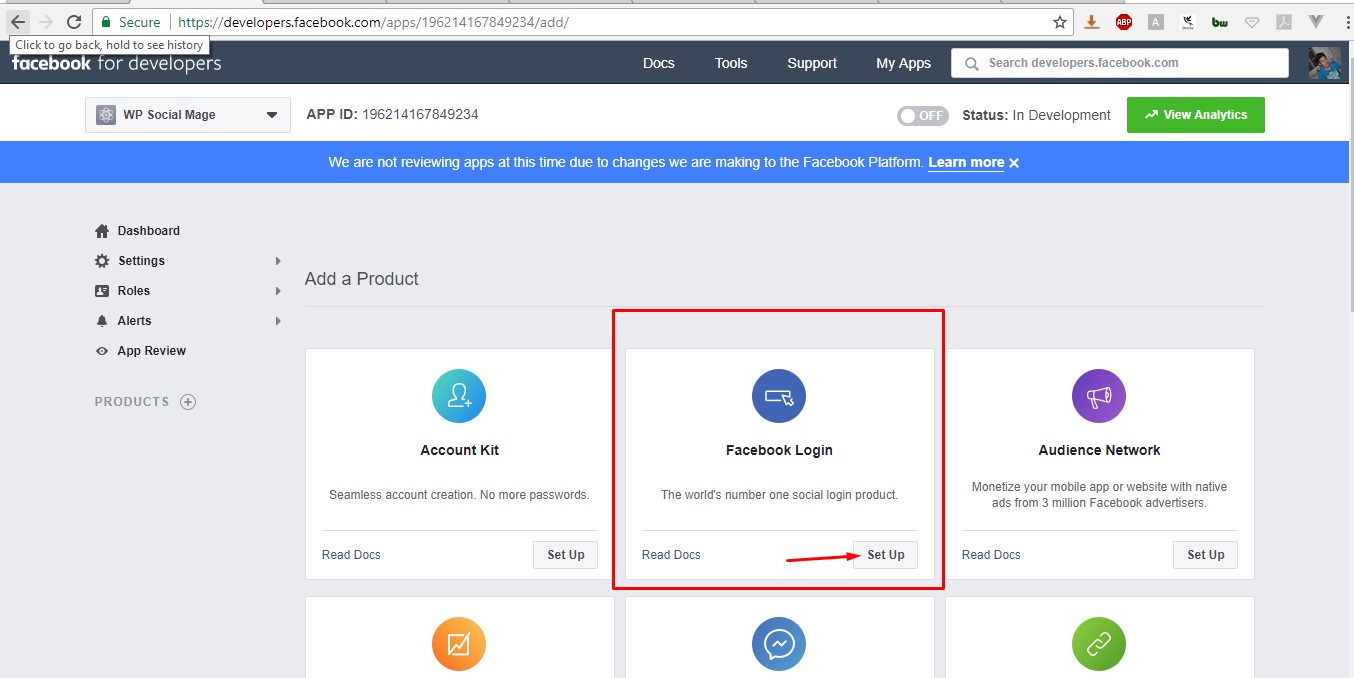 Secure https://developers.facebook.com/apps/196214167849234/add/
ABP A bw
Click to go back, hold to see history
facebook for developers
Docs Tools Support My Apps Search developers.facebook.com
WP Social Mage APP ID: 196214167849234 OFF Status: In Development View Analytics
We are not reviewing apps at this time due to changes we are making to the Facebook Platform. Learn more
Dashboard
Settings
Roles
Alerts
App Review
PRODUCTS
Add a Product
Account Kit
Seamless account creation. No more passwords.
Read Docs Set Up
Facebook Login
The world's number one social login product.
Read Docs Set Up
Audience Network
Monetize your mobile app or website with native
ads from 3 million Facebook advertisers.
Read Docs Set Up